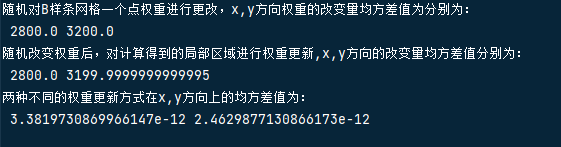 随机对B样条网格一个点权重进行更改，x,y方向权重的改变量均方差值为分别为:
2800.0 3200.0
随机改变权重后，对计算得到的局部区域进行权重更新,x,y方向的改变量均方差值分别为:
2800.0 3199.9999999999995
两种不同的权重更新方式在x,y方向上的均方差值为:
3.3819730869966147e-12 2.4629877130866173e-12